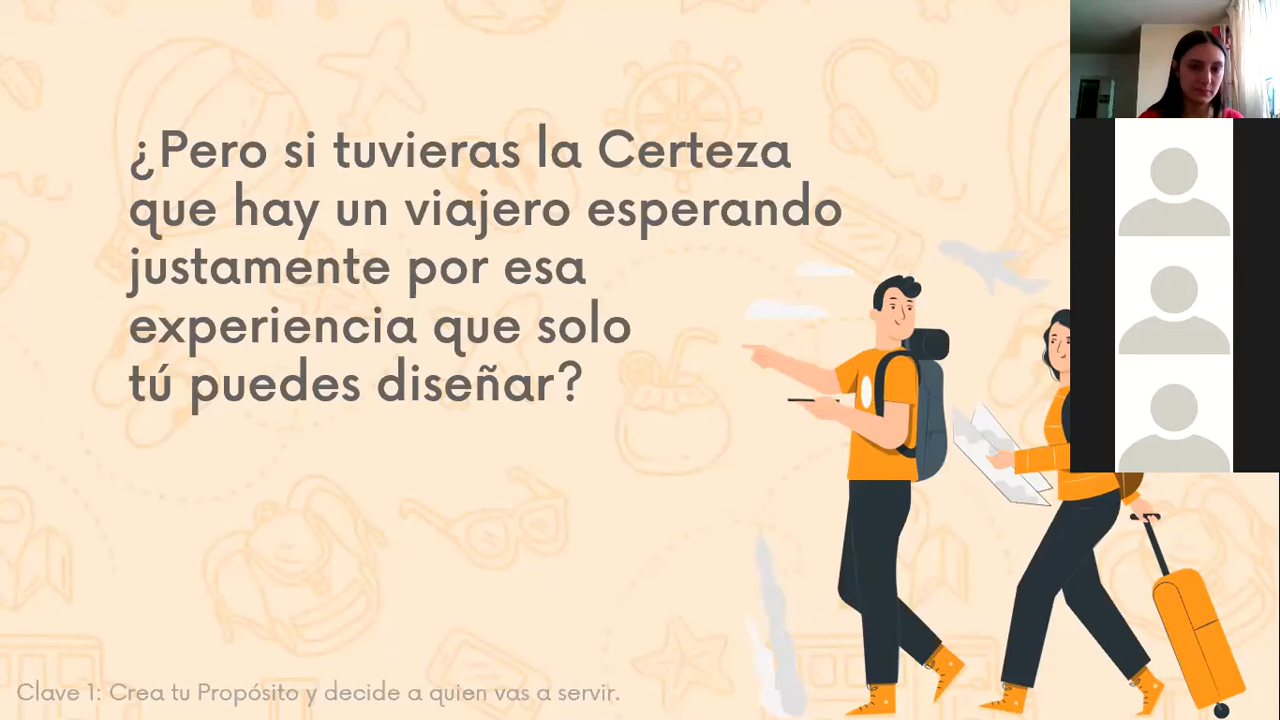 ¿Pero si tuvieras la Certeza
que hay un viajero esperando
justamente por esa
experiencia que solo
tú puedes diseñar?
Clave 1: Crea tu Propósito y decide a quien vas a servir.